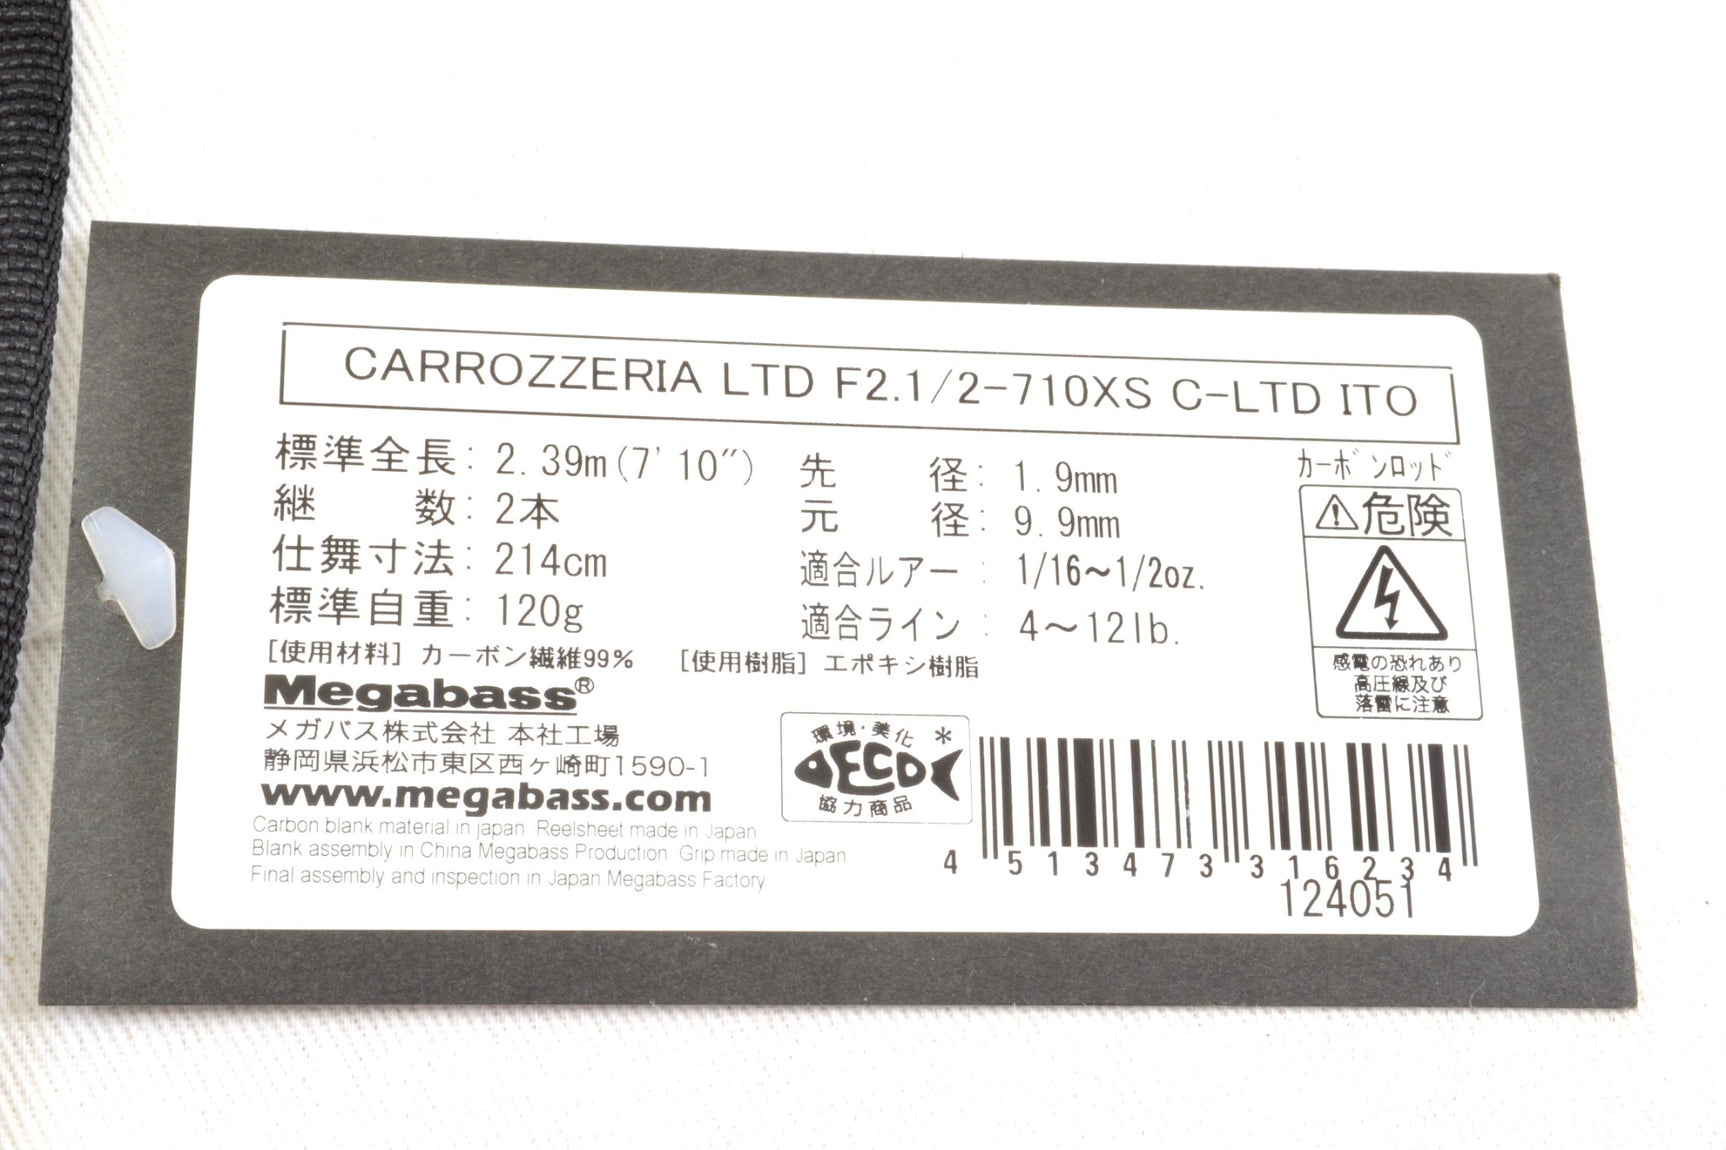 CARROZZERIA LTD F2.1/2-710XS C-LTD ITO
標準全長: 2.39m(7'10")
継 数: 2本
仕舞寸法: 214cm
標準自重: 120g
先 径: 1.9mm
元 径: 9.9mm
適合ルアー: 1/16~1/2oz.
適合ライン: 4~12lb.
[使用材料] カーボン繊維99% [使用樹脂] エポキシ樹脂
カーボンロッド
⚠危険
感電の恐れあり
高圧線及び
落雷に注意
Megabass®
メガバス株式会社 本社工場
静岡県浜松市東区西ヶ崎町1590-1
www.megabass.com
Carbon blank material in japan Reelsheet made in Japan
Blank assembly in China Megabass Production Grip made in Japan
Final assembly and inspection in Japan Megabass Factory
環境・美化 *
ECO
協力商品
4 513473 316234
124051